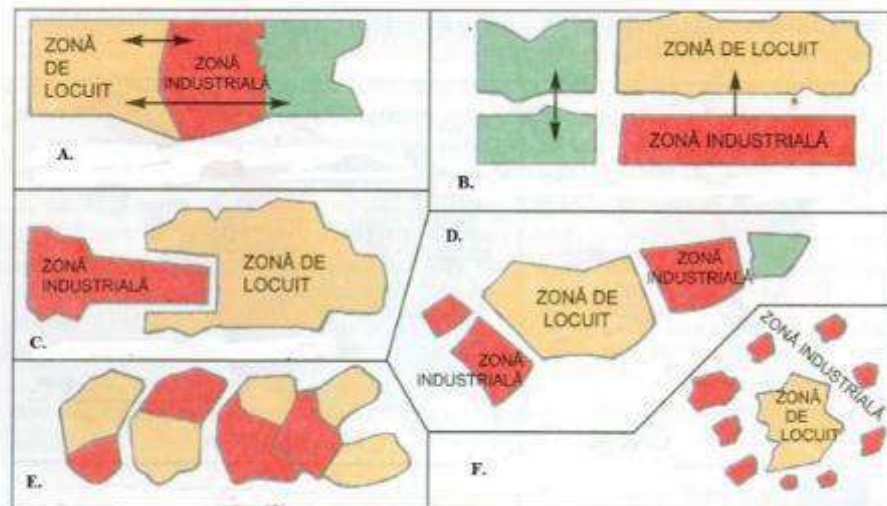 ZONĂ
DE
LOCUIT
ZONĂ
INDUSTRIALĂ
A.
ZONĂ DE LOCUIT
ZONĂ INDUSTRIALĂ
B.
ZONĂ
INDUSTRIALĂ
ZONĂ DE
LOCUIT
C.
D.
ZONĂ DE
LOCUIT
ZONĂ
INDUSTRIALĂ
ZONĂ
INDUSTRIALĂ
E.
ZONĂ INDUSTRIALĂ
ZONĂ
DE
LOCUIT
F.